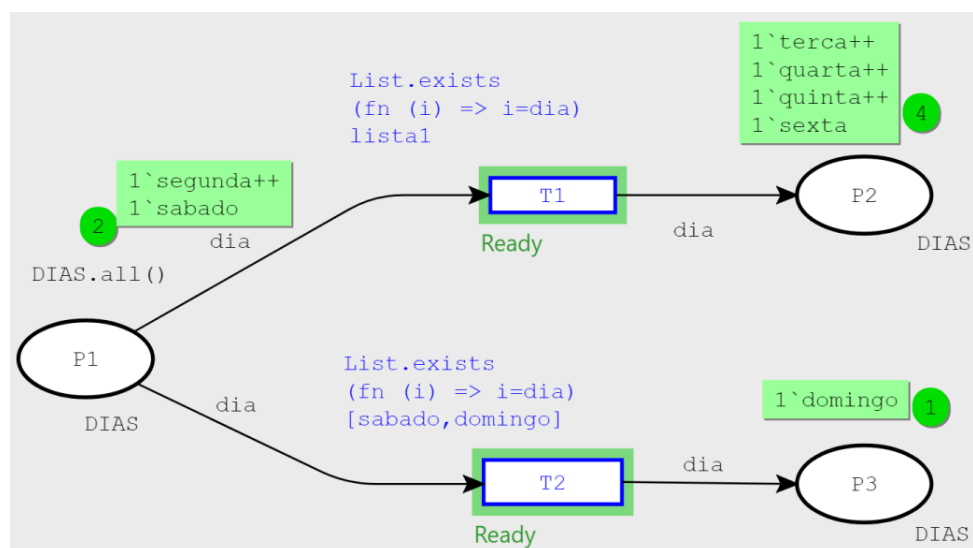 1`terca++
1`quarta++
1`quinta++
1`sexta
4
List.exists
(fn (i) => i=dia)
lista1
1`segunda++
1`sabado
2
dia
T1
P2
dia
Ready
DIAS
DIAS.all()
P1
DIAS
List.exists
(fn (i) => i=dia)
[sabado,domingo]
dia
1`domingo
1
dia
T2
P3
Ready
DIAS